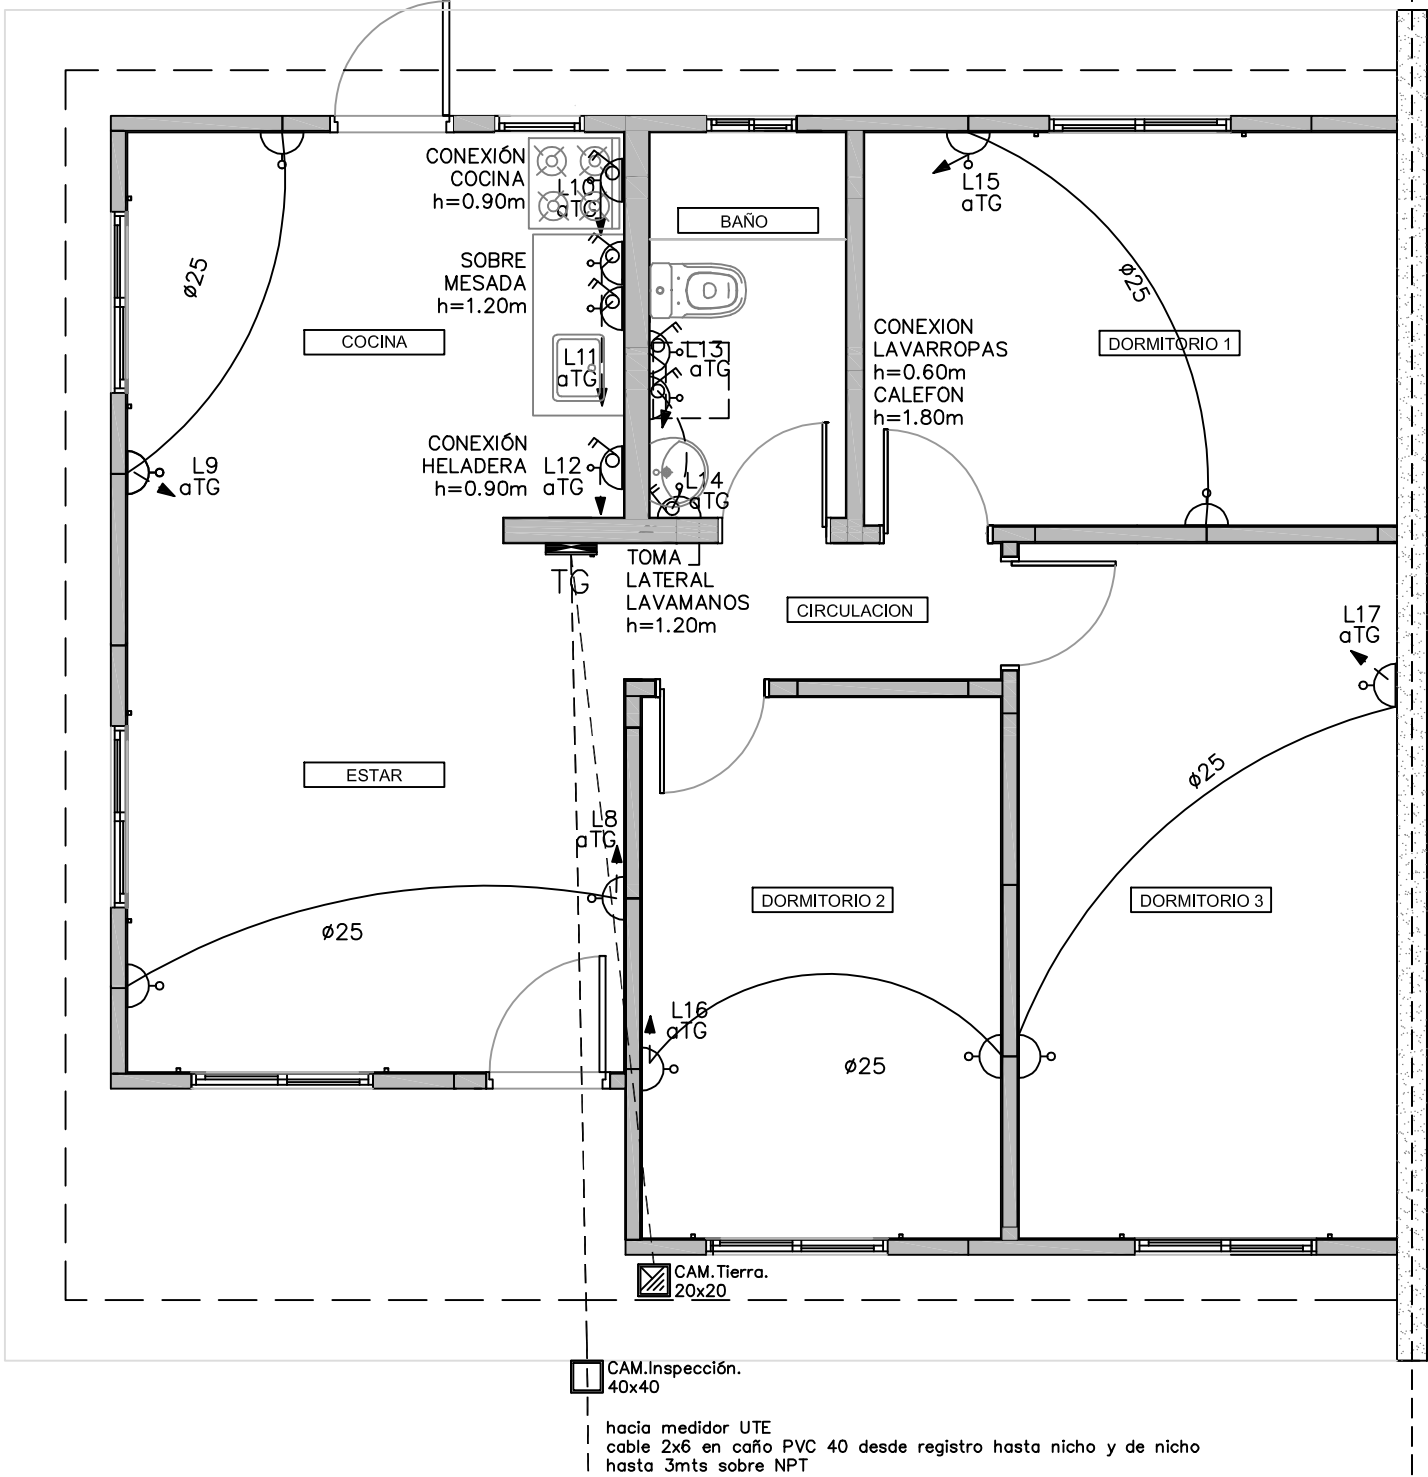 CONEXIÓN
COCINA
h=0.90m
L10
aTG
BAÑO
L15
aTG
ø25
SOBRE
MESADA
h=1.20m
ø25
COCINA
L11
aTG
L13
aTG
CONEXION
LAVARROPAS
h=0.60m
CALEFON
h=1.80m
DORMITORIO 1
CONEXIÓN
HELADERA
h=0.90m
L9
aTG
L12
aTG
L14
aTG
TG
TOMA
LATERAL
LAVAMANOS
h=1.20m
CIRCULACION
L17
aTG
ESTAR
ø25
L8
aTG
DORMITORIO 2
DORMITORIO 3
ø25
L16
aTG
ø25
CAM.Tierra.
20x20
CAM.Inspección.
40x40
hacia medidor UTE
cable 2x6 en caño PVC 40 desde registro hasta nicho y de nicho
hasta 3mts sobre NPT